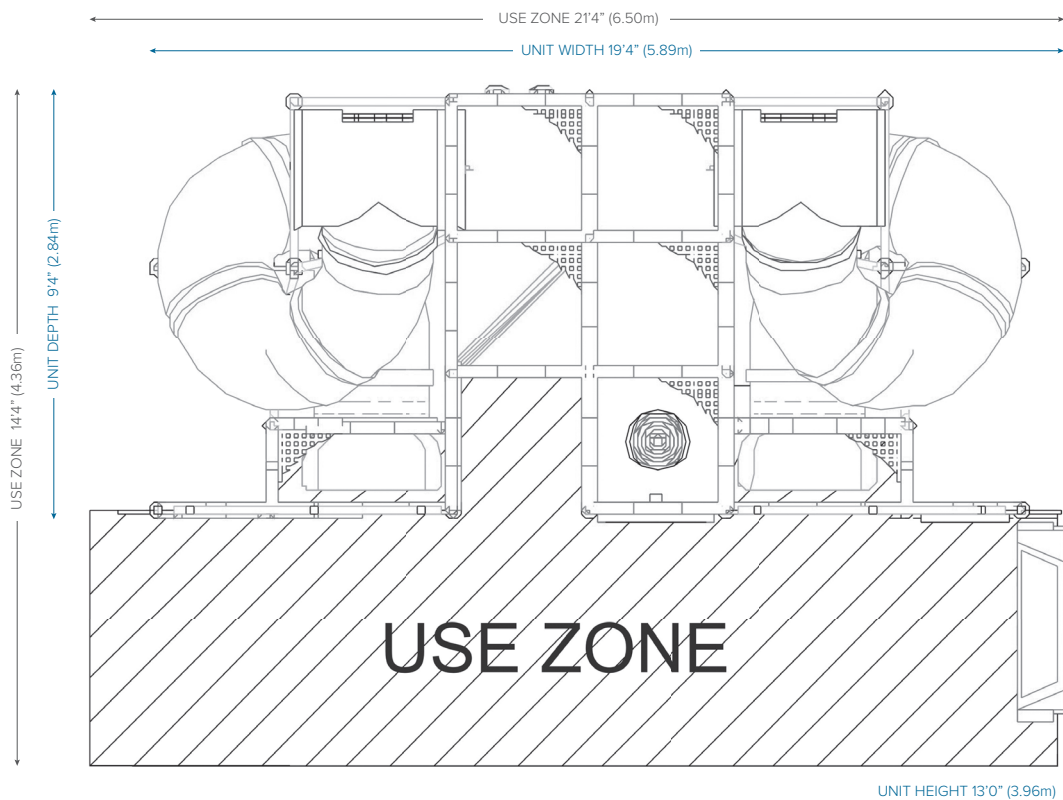 USE ZONE 21'4" (6.50m)
UNIT WIDTH 19'4" (5.89m)
USE ZONE 14'4" (4.36m)
UNIT DEPTH 9'4" (2.84m)
USE ZONE
UNIT HEIGHT 13'0" (3.96m)